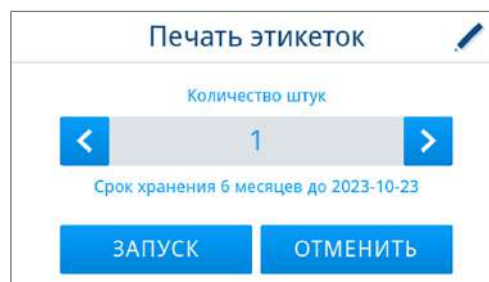 Печать этикеток
Количество штук
1
Срок хранения 6 месяцев до 2023-10-23
ЗАПУСК ОТМЕНИТЬ